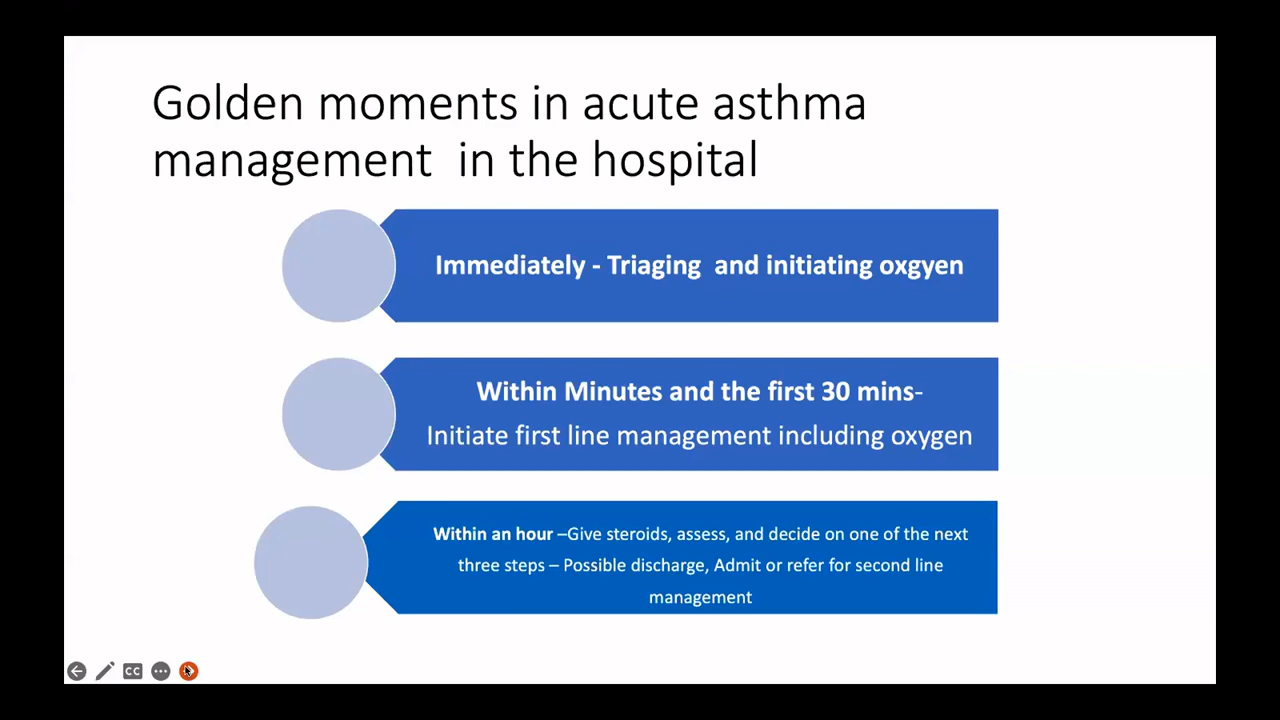 Golden moments in acute asthma
management  in the hospital
Immediately - Triaging  and initiating oxgyen
Within Minutes and the first 30 mins-
Initiate first line management including oxygen
Within an hour –Give steroids, assess, and decide on one of the next
three steps – Possible discharge, Admit or refer for second line
management
CC